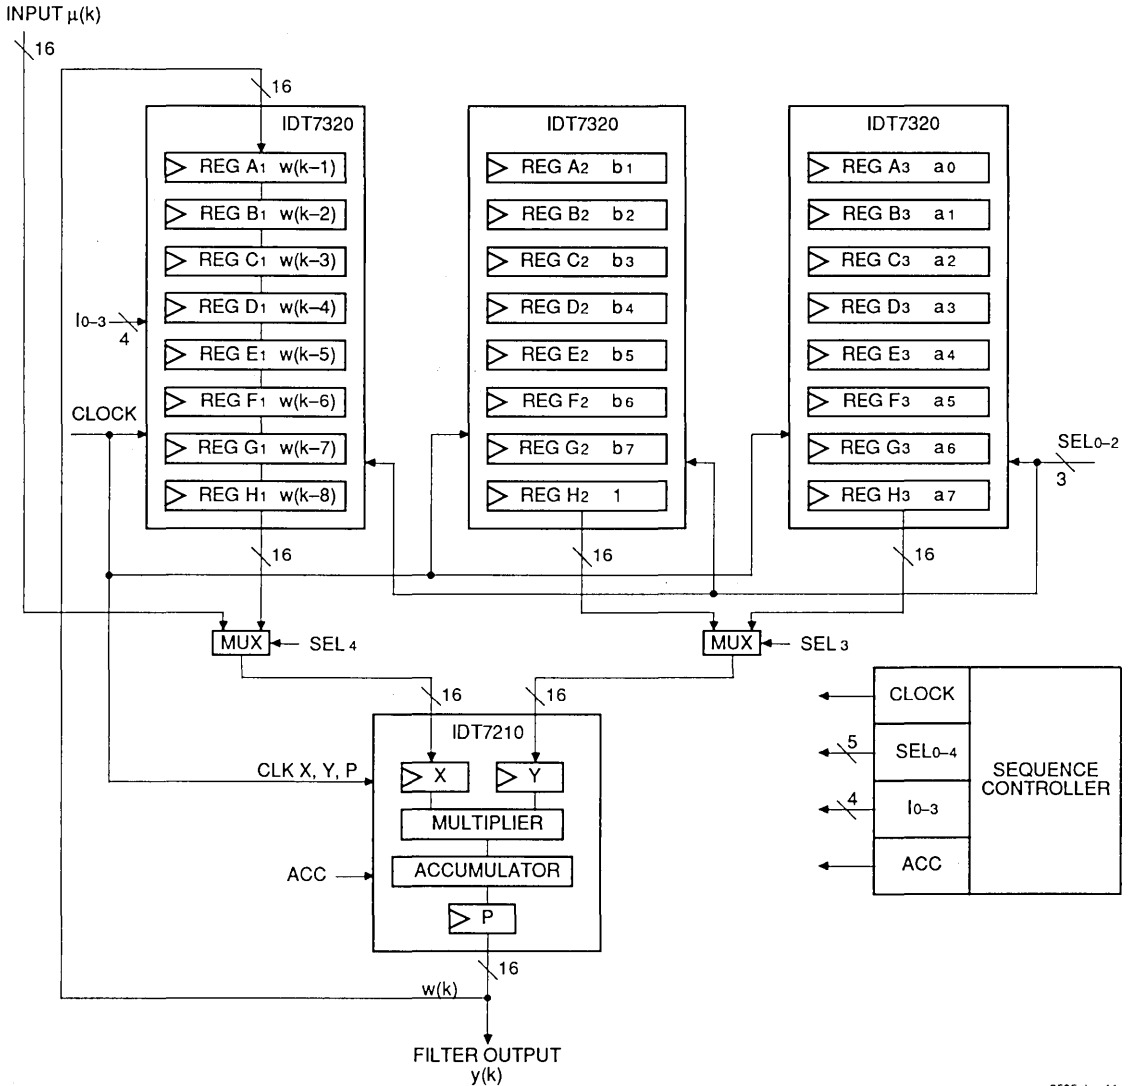 INPUT μ(k)
16
16
IDT7320
REG A1 w(k–1)
REG B1 w(k–2)
REG C1 w(k–3)
REG D1 w(k–4)
REG E1 w(k–5)
REG F1 w(k–6)
REG G1 w(k–7)
REG H1 w(k–8)
IDT7320
REG A2 b1
REG B2 b2
REG C2 b3
REG D2 b4
REG E2 b5
REG F2 b6
REG G2 b7
REG H2 1
IDT7320
REG A3 a0
REG B3 a1
REG C3 a2
REG D3 a3
REG E3 a4
REG F3 a5
REG G3 a6
REG H3 a7
I0–3
4
CLOCK
SEL0–2
3
16
16
16
MUX
SEL4
MUX
SEL3
16
16
IDT7210
CLK X, Y, P
X
Y
MULTIPLIER
ACC
ACCUMULATOR
P
16
w(k)
FILTER OUTPUT
y(k)
CLOCK
5
SEL0–4
4
I0–3
ACC
SEQUENCE
CONTROLLER